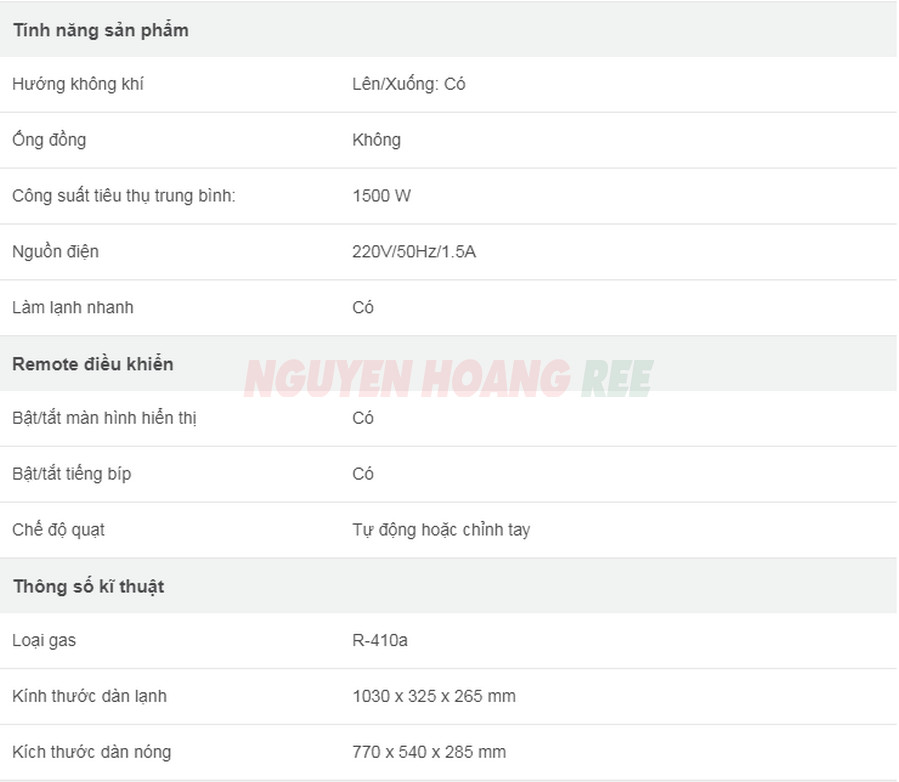 Tính năng sản phẩm
Hướng không khí Lên/Xuống: Có
Ống đồng Không
Công suất tiêu thụ trung bình: 1500 W
Nguồn điện 220V/50Hz/1.5A
Làm lạnh nhanh Có
Remote điều khiển
NGUYEN HOANG REE
Bật/tắt màn hình hiển thị Có
Bật/tắt tiếng bíp Có
Chế độ quạt Tự động hoặc chỉnh tay
Thông số kĩ thuật
Loại gas R-410a
Kính thước dàn lạnh 1030 x 325 x 265 mm
Kích thước dàn nóng 770 x 540 x 285 mm